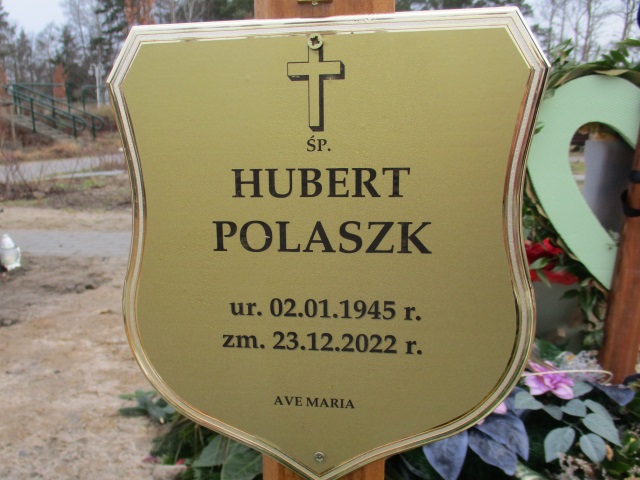 ŚP.
HUBERT
POLASZK
ur. 02.01.1945 r.
zm. 23.12.2022 r.
AVE MARIA